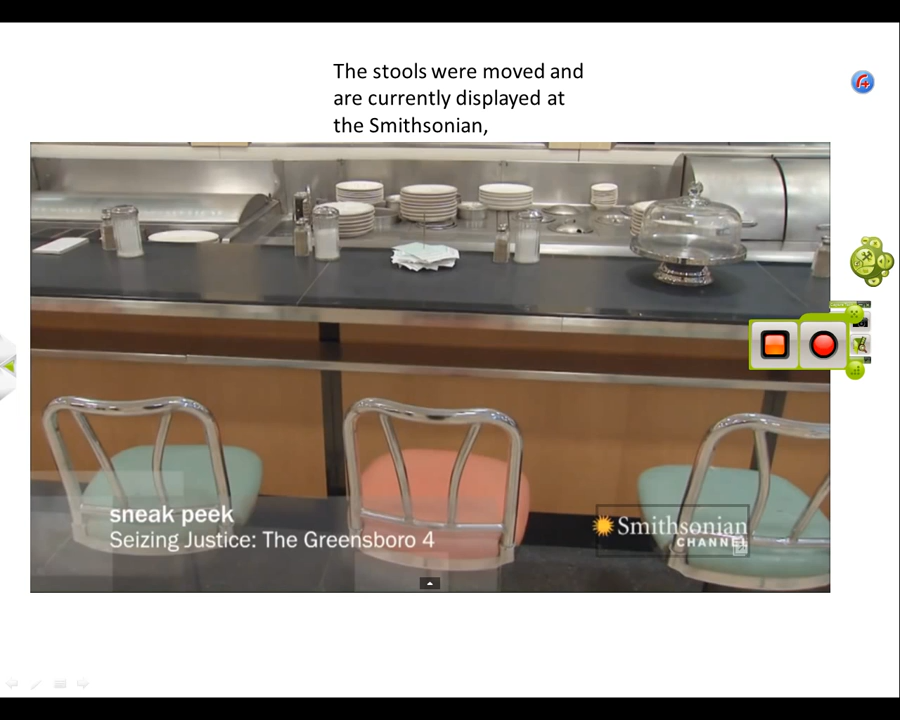 The stools were moved and
are currently displayed at
the Smithsonian,
sneak peek
Seizing Justice: The Greensboro 4
Smithsonian
CHANNEL